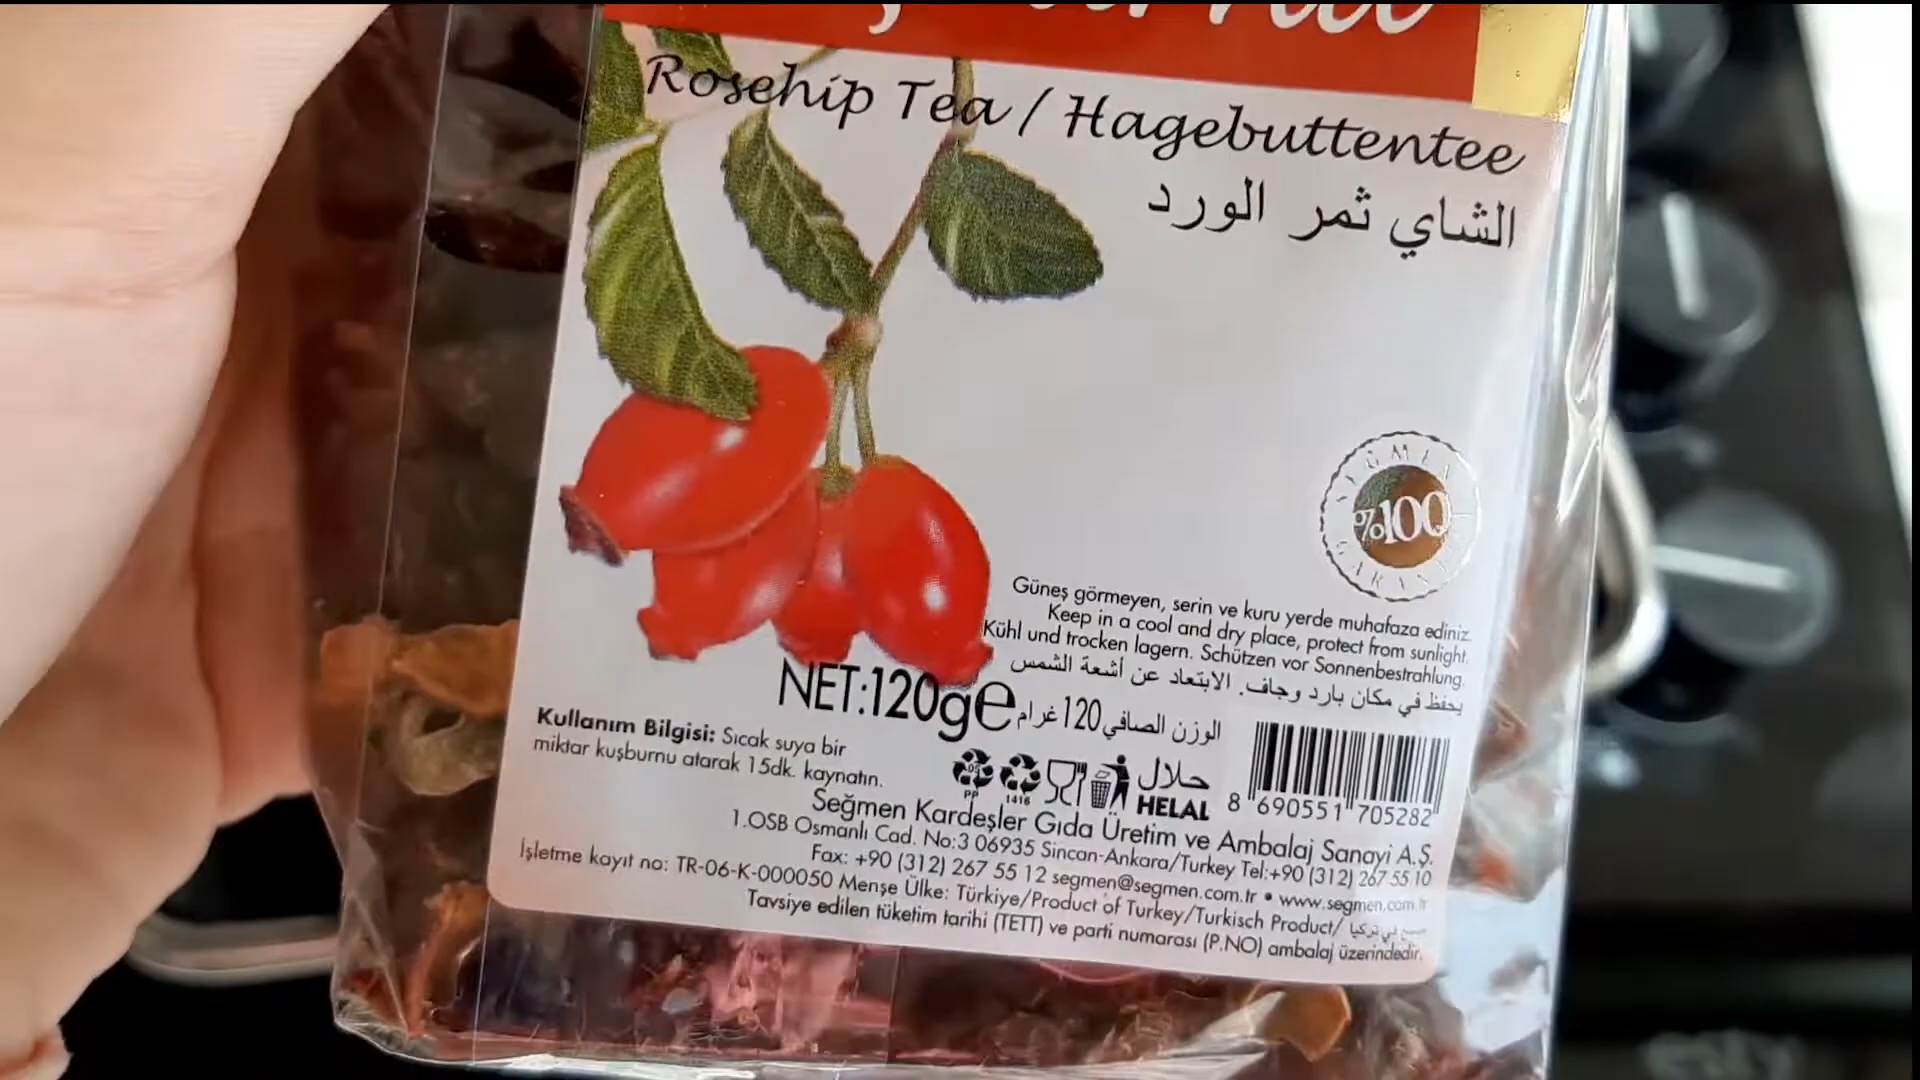 Rosehip Tea / Hagebuttentee
الشاي ثمر الورد
%100
Güneş görmeyen, serin ve kuru yerde muhafaza ediniz.
Keep in a cool and dry place, protect from sunlight.
Kühl und trocken lagern. Schützen vor Sonnenbestrahlung.
يحفظ في مكان بارد وجاف. الابتعاد عن أشعة الشمس
NET:120g e الوزن الصافي 120 غرام
Kullanım Bilgisi: Sıcak suya bir
miktar kuşburnu atarak 15dk. kaynatın.
05
PP
1416
حلال
HELAL
8 690551 705282
Seğmen Kardeşler Gıda Üretim ve Ambalaj Sanayi A.Ş.
1.OSB Osmanlı Cad. No:3 06935 Sincan-Ankara/Turkey Tel:+90 (312) 267 55 10
Fax: +90 (312) 267 55 12 segmen@segmen.com.tr • www.segmen.com.tr
İşletme kayıt no: TR-06-K-000050 Menşe Ülke: Türkiye/Product of Turkey/Turkisch Product/
Tavsiye edilen tüketim tarihi (TETT) ve parti numarası (P.NO) ambalaj üzerindedir.